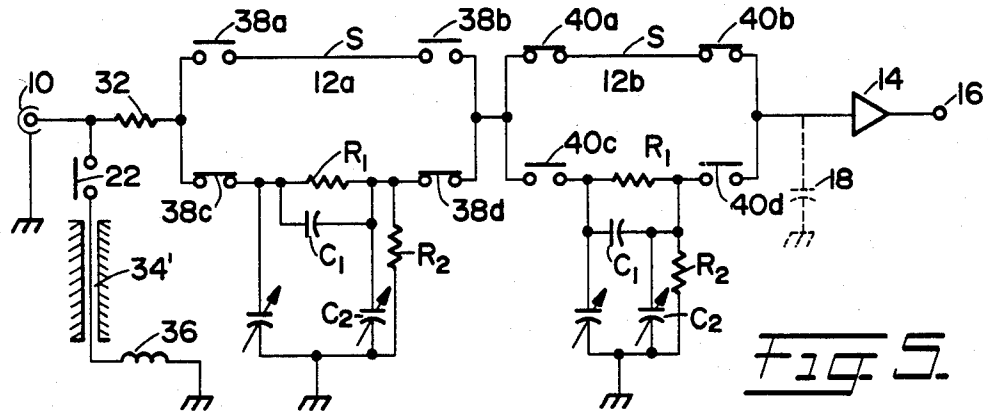 38a S 38b 40a S 40b
10 32 12a 12b 14 16
22 38c R1 38d 40c R1 40d 18
C1 R2 C1 R2
34' C2 C2
36
Fig 5.